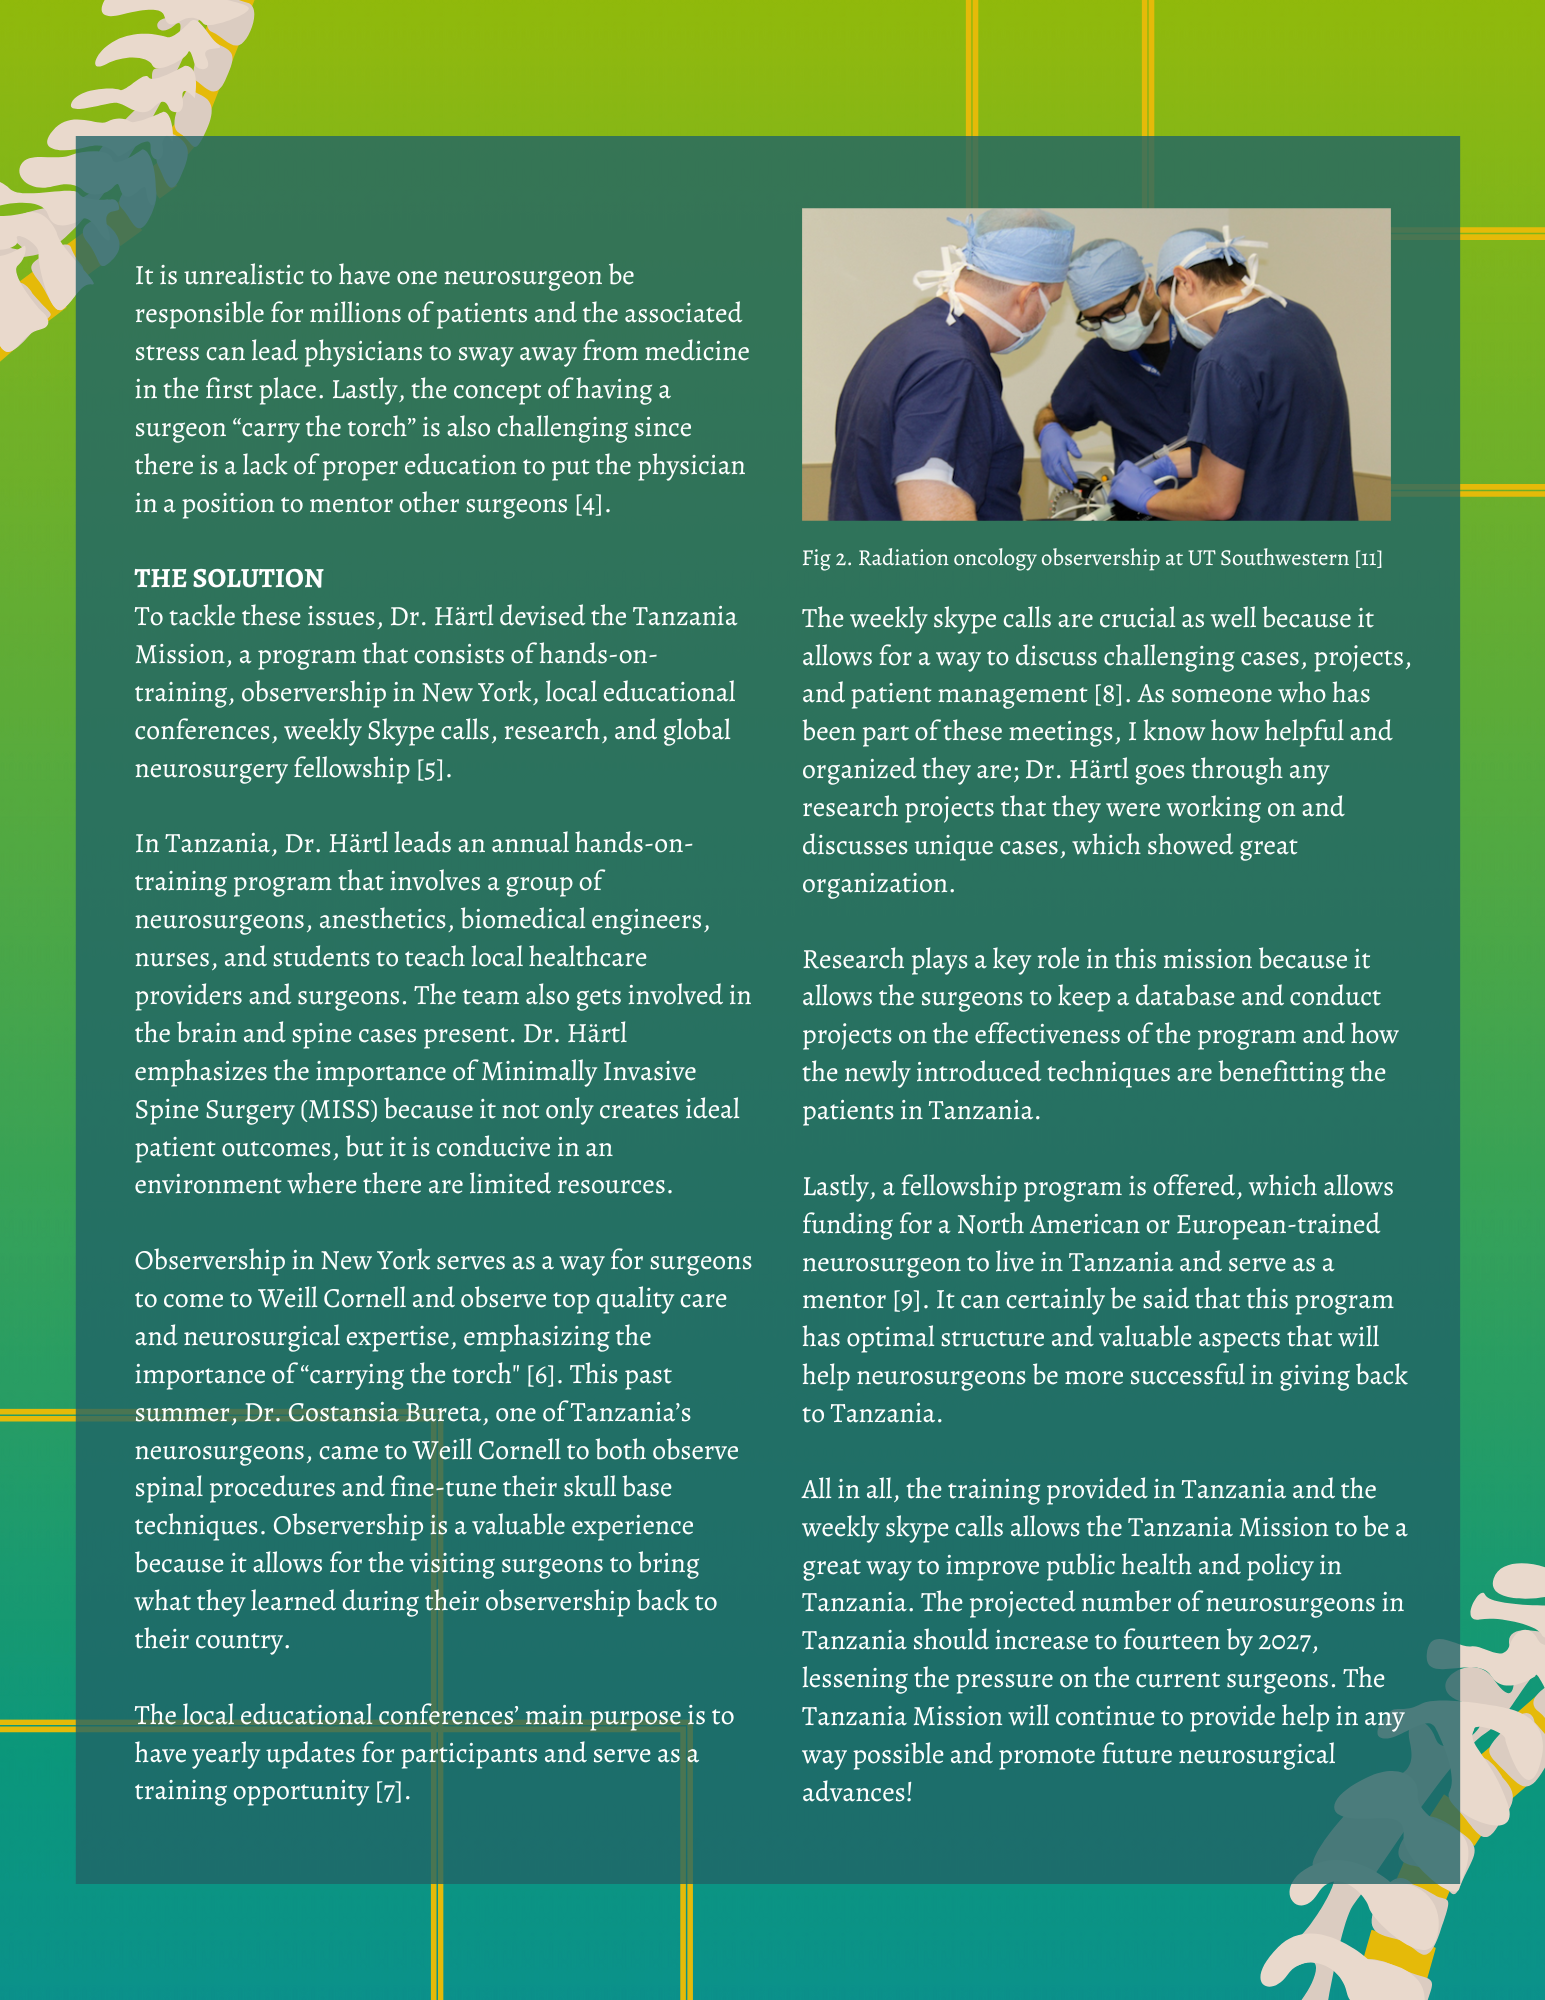 It is unrealistic to have one neurosurgeon be
responsible for millions of patients and the associated
stress can lead physicians to sway away from medicine
in the first place. Lastly, the concept of having a
surgeon “carry the torch” is also challenging since
there is a lack of proper education to put the physician
in a position to mentor other surgeons [4].
THE SOLUTION
To tackle these issues, Dr. Härtl devised the Tanzania
Mission, a program that consists of hands-on-
training, observership in New York, local educational
conferences, weekly Skype calls, research, and global
neurosurgery fellowship [5].
In Tanzania, Dr. Härtl leads an annual hands-on-
training program that involves a group of
neurosurgeons, anesthetics, biomedical engineers,
nurses, and students to teach local healthcare
providers and surgeons. The team also gets involved in
the brain and spine cases present. Dr. Härtl
emphasizes the importance of Minimally Invasive
Spine Surgery (MISS) because it not only creates ideal
patient outcomes, but it is conducive in an
environment where there are limited resources.
Observership in New York serves as a way for surgeons
to come to Weill Cornell and observe top quality care
and neurosurgical expertise, emphasizing the
importance of “carrying the torch" [6]. This past
summer, Dr. Costansia Bureta, one of Tanzania’s
neurosurgeons, came to Weill Cornell to both observe
spinal procedures and fine-tune their skull base
techniques. Observership is a valuable experience
because it allows for the visiting surgeons to bring
what they learned during their observership back to
their country.
The local educational conferences’ main purpose is to
have yearly updates for participants and serve as a
training opportunity [7].
Fig 2. Radiation oncology observership at UT Southwestern [11]
The weekly skype calls are crucial as well because it
allows for a way to discuss challenging cases, projects,
and patient management [8]. As someone who has
been part of these meetings, I know how helpful and
organized they are; Dr. Härtl goes through any
research projects that they were working on and
discusses unique cases, which showed great
organization.
Research plays a key role in this mission because it
allows the surgeons to keep a database and conduct
projects on the effectiveness of the program and how
the newly introduced techniques are benefitting the
patients in Tanzania.
Lastly, a fellowship program is offered, which allows
funding for a North American or European-trained
neurosurgeon to live in Tanzania and serve as a
mentor [9]. It can certainly be said that this program
has optimal structure and valuable aspects that will
help neurosurgeons be more successful in giving back
to Tanzania.
All in all, the training provided in Tanzania and the
weekly skype calls allows the Tanzania Mission to be a
great way to improve public health and policy in
Tanzania. The projected number of neurosurgeons in
Tanzania should increase to fourteen by 2027,
lessening the pressure on the current surgeons. The
Tanzania Mission will continue to provide help in any
way possible and promote future neurosurgical
advances!